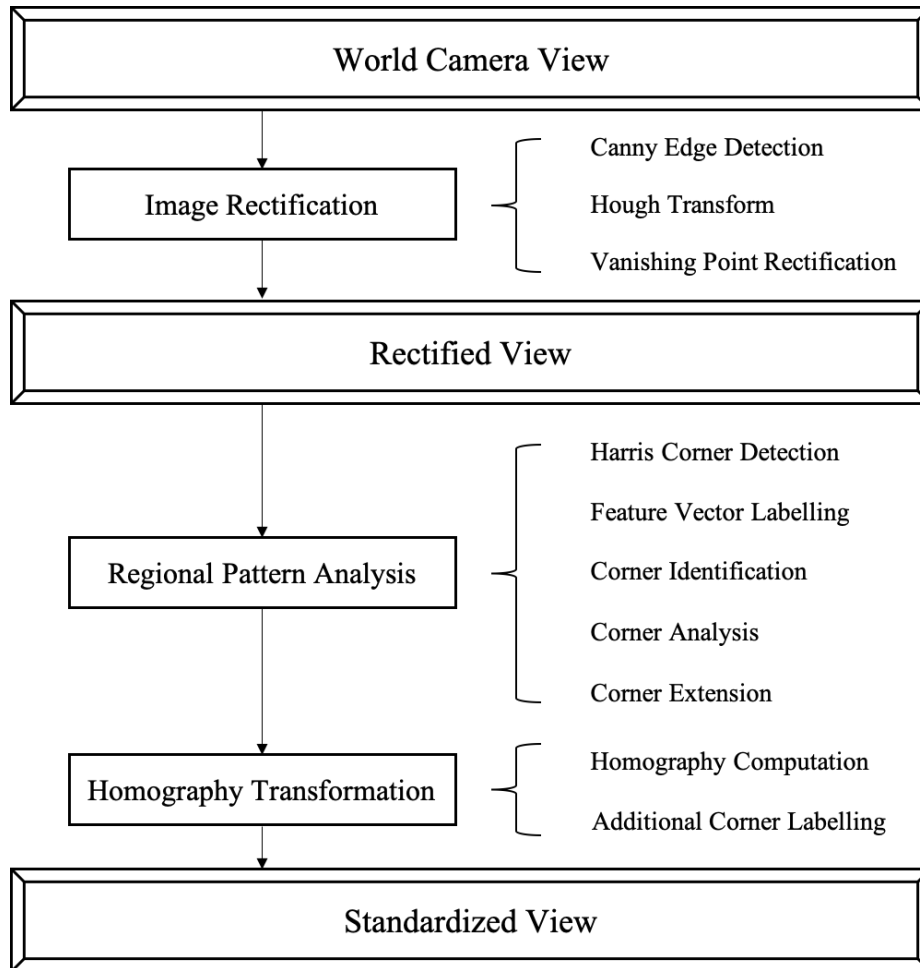 World Camera View
Canny Edge Detection
Image Rectification
Hough Transform
Vanishing Point Rectification
Rectified View
Harris Corner Detection
Feature Vector Labelling
Regional Pattern Analysis
Corner Identification
Corner Analysis
Corner Extension
Homography Computation
Homography Transformation
Additional Corner Labelling
Standardized View